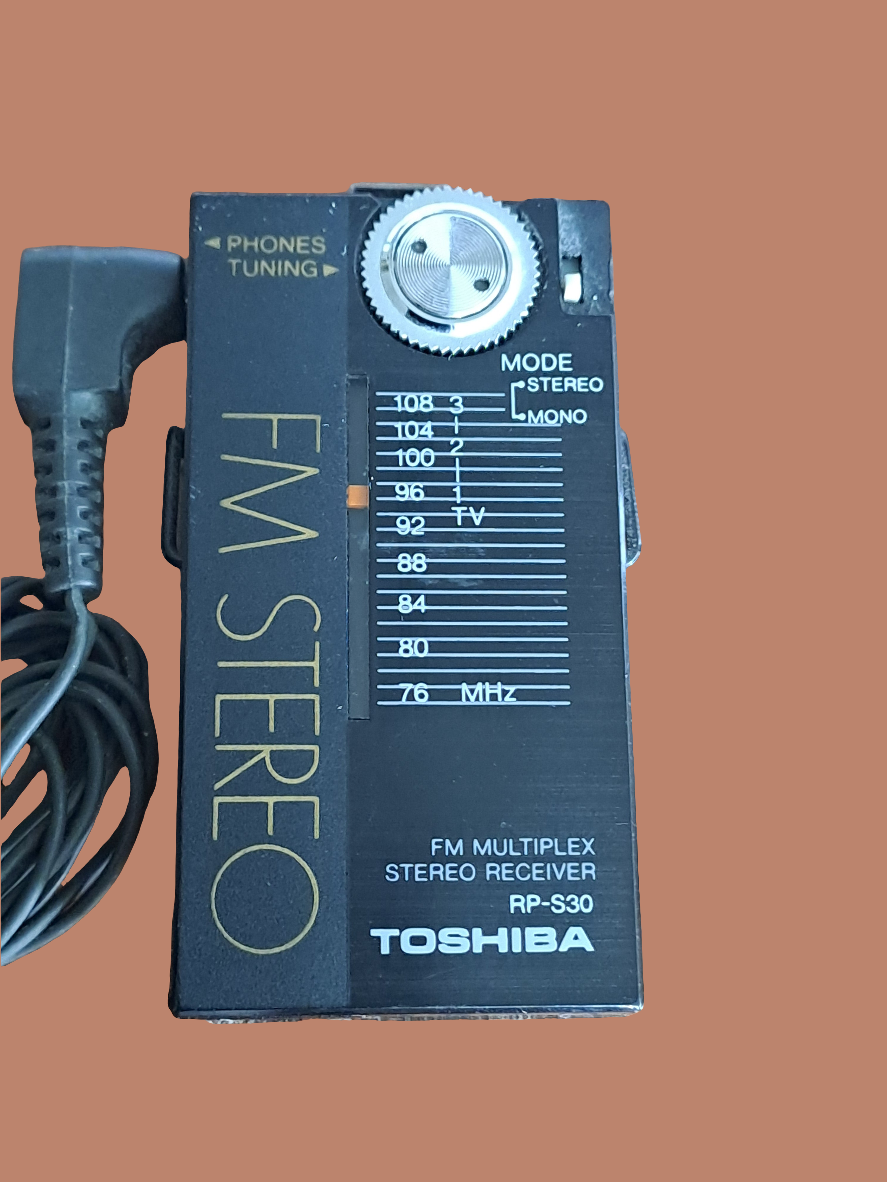 ◄ PHONES
TUNING ►
MODE
STEREO
MONO
108 3
104
2
100
96 1
TV
92
88
84
80
76 MHz
FM STEREO
FM MULTIPLEX
STEREO RECEIVER
RP-S30
TOSHIBA